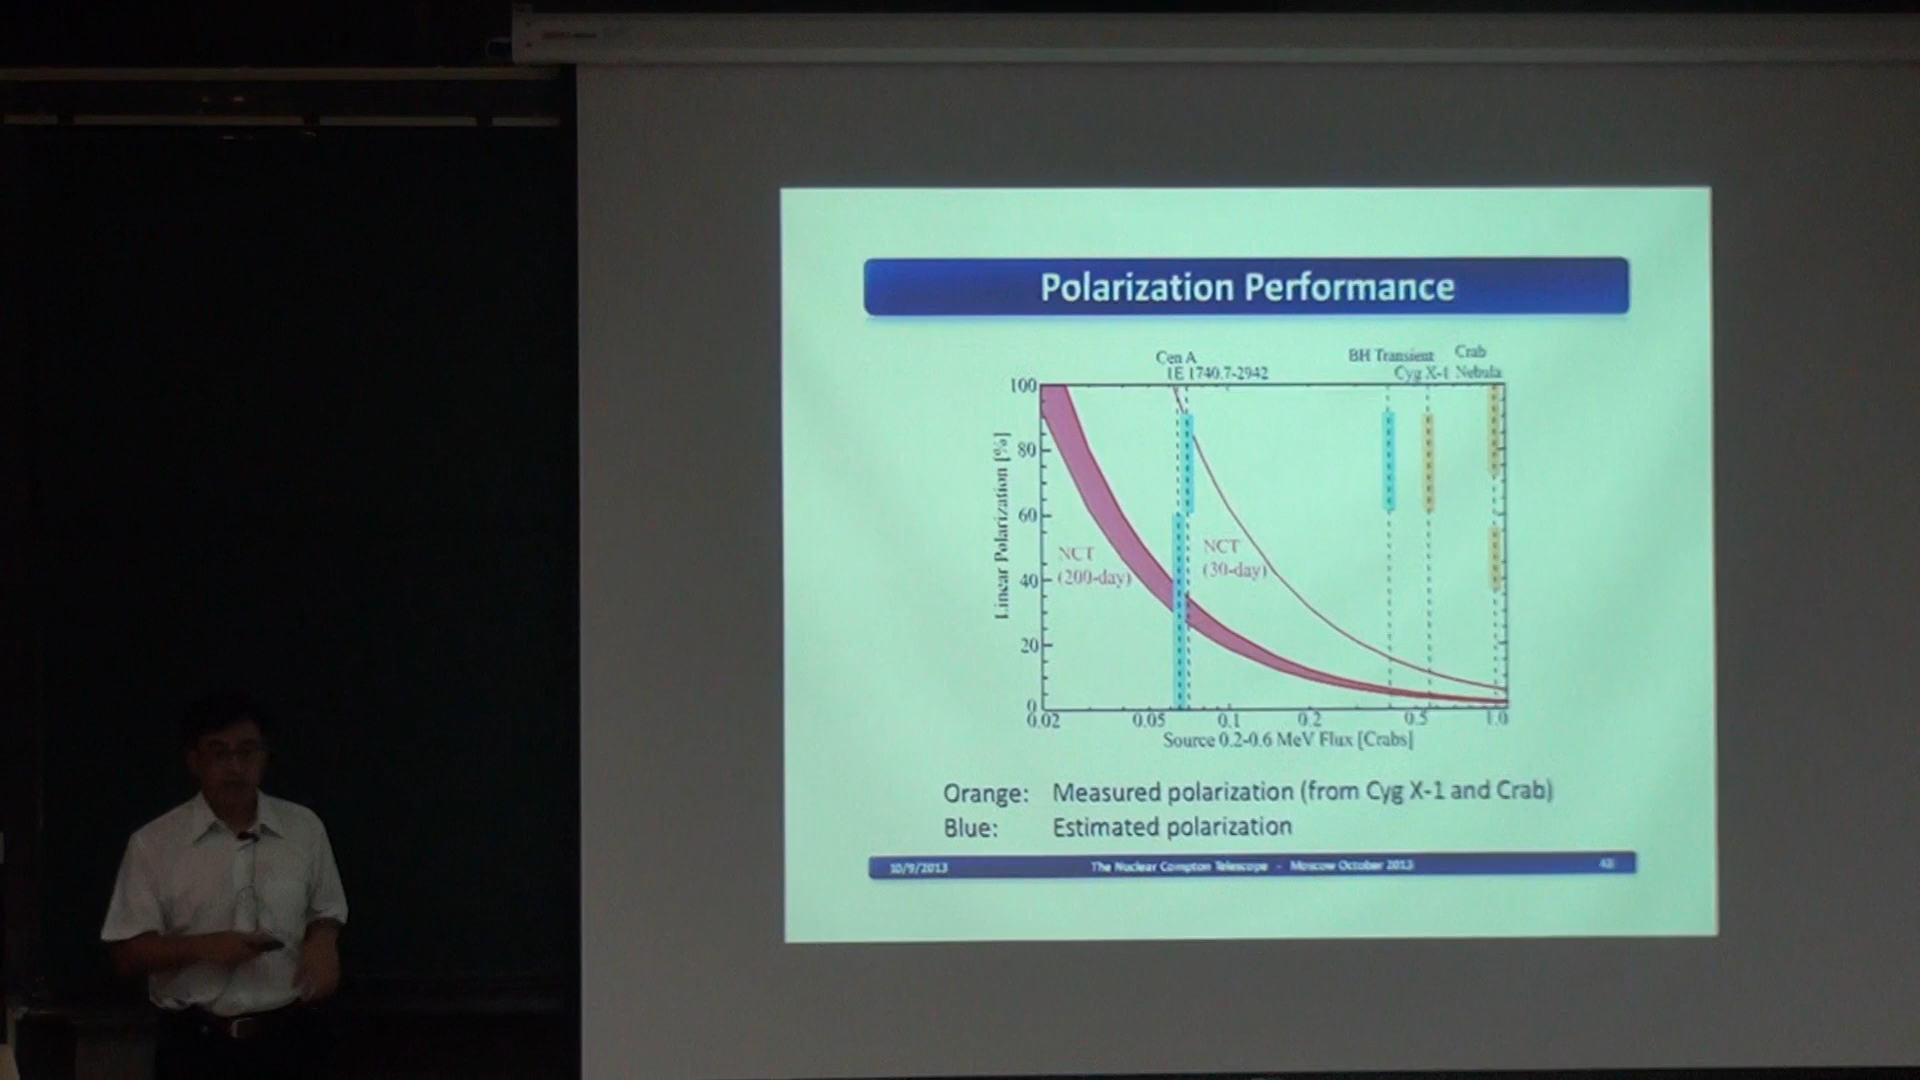 Polarization Performance
Cen A
1E 1740.7-2942
BH Transient
Crab
Cyg X-1 Nebula
100
80
60
40
20
0
Linear Polarization [%]
NCT
(200-day)
NCT
(30-day)
0.02 0.05 0.1 0.2 0.5 1.0
Source 0.2-0.6 MeV Flux [Crabs]
Orange: Measured polarization (from Cyg X-1 and Crab)
Blue: Estimated polarization
10/9/2013 The Nuclear Compton Telescope - Moscow October 2013